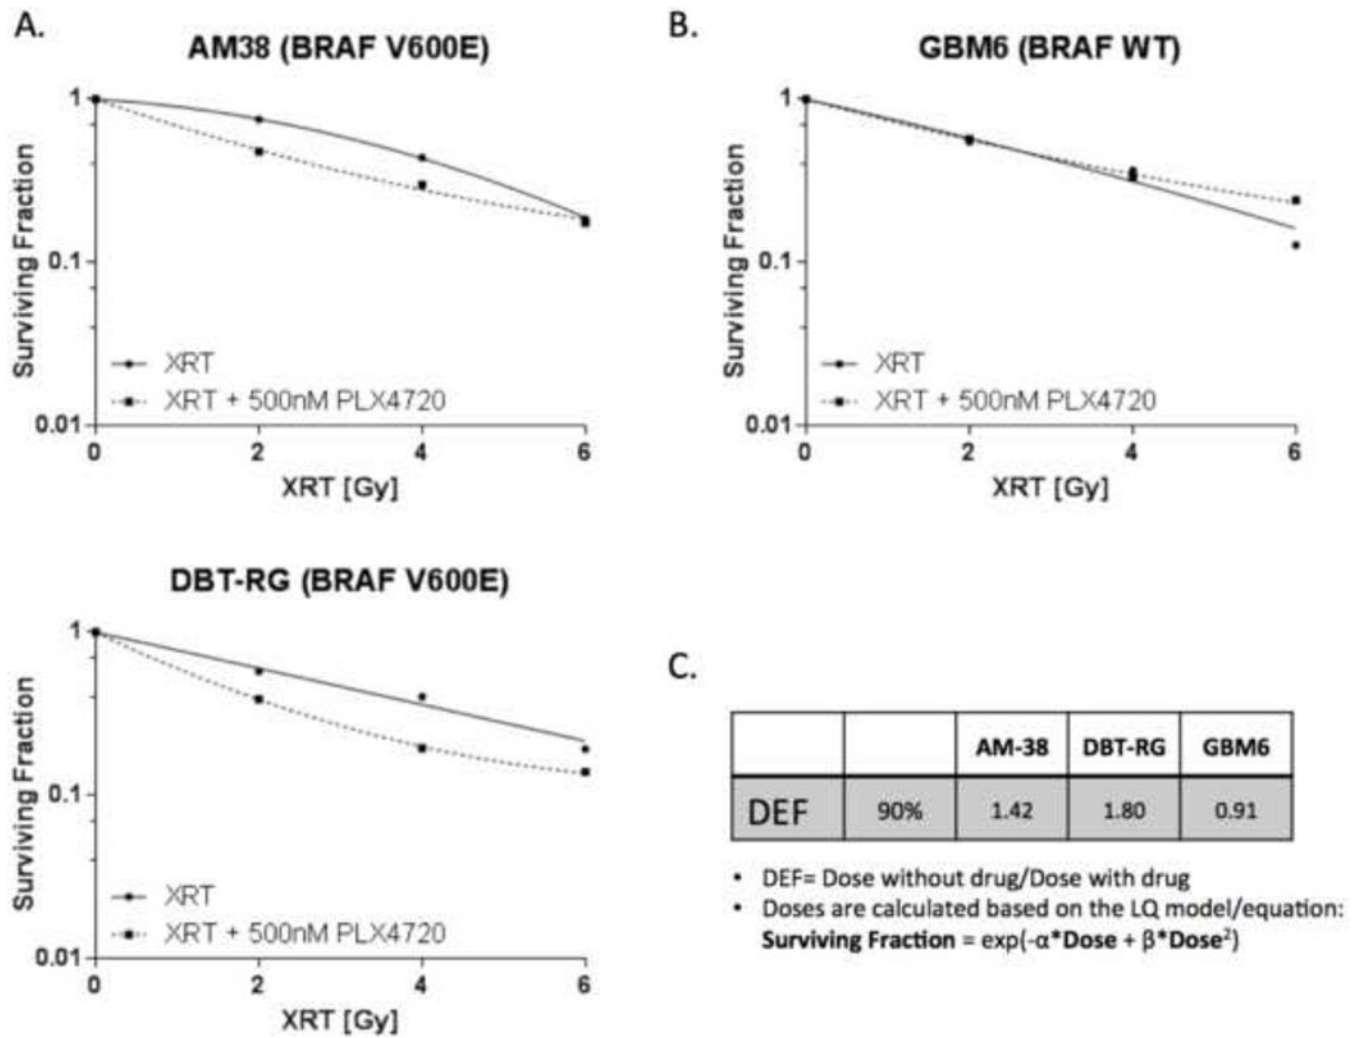 A.
AM38 (BRAF V600E)
1
0.1
0.01
Surviving Fraction
XRT
XRT + 500nM PLX4720
0 2 4 6
XRT [Gy]
B.
GBM6 (BRAF WT)
1
0.1
0.01
Surviving Fraction
XRT
XRT + 500nM PLX4720
0 2 4 6
XRT [Gy]
DBT-RG (BRAF V600E)
1
0.1
0.01
Surviving Fraction
XRT
XRT + 500nM PLX4720
0 2 4 6
XRT [Gy]
C.
AM-38 DBT-RG GBM6
DEF 90% 1.42 1.80 0.91
• DEF= Dose without drug/Dose with drug
• Doses are calculated based on the LQ model/equation:
Surviving Fraction = exp(-α*Dose + β*Dose²)